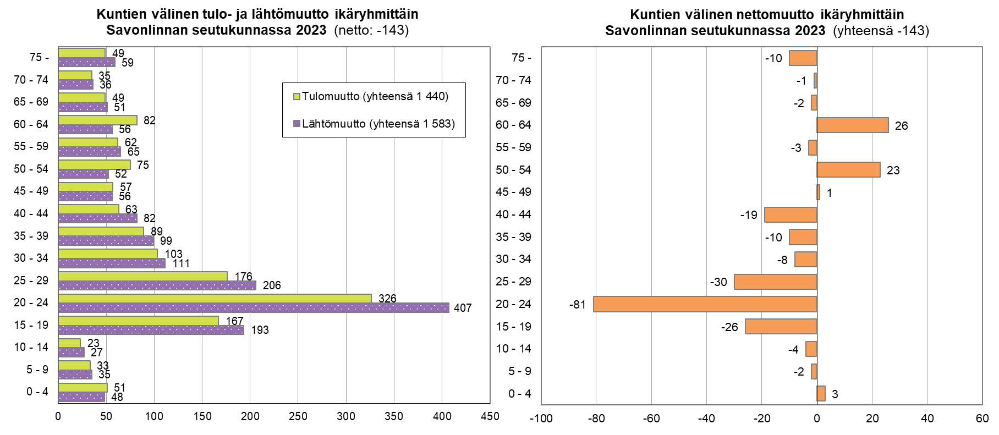 Kuntien välinen tulo- ja lähtömuutto ikäryhmittäin
Savonlinnan seutukunnassa 2023 (netto: -143)
75 -
49
59
70 - 74
35
36
65 - 69
49
51
60 - 64
82
56
55 - 59
62
65
50 - 54
75
52
45 - 49
57
56
40 - 44
63
82
35 - 39
89
99
30 - 34
103
111
25 - 29
176
206
20 - 24
326
407
15 - 19
167
193
10 - 14
23
27
5 - 9
33
35
0 - 4
51
48
0 50 100 150 200 250 300 350 400 450
Tulomuutto (yhteensä 1 440)
Lähtömuutto (yhteensä 1 583)
Kuntien välinen nettomuutto ikäryhmittäin
Savonlinnan seutukunnassa 2023 (yhteensä -143)
75 - -10
70 - 74 -1
65 - 69 -2
60 - 64 26
55 - 59 -3
50 - 54 23
45 - 49 1
40 - 44 -19
35 - 39 -10
30 - 34 -8
25 - 29 -30
20 - 24 -81
15 - 19 -26
10 - 14 -4
5 - 9 -2
0 - 4 3
-100 -80 -60 -40 -20 0 20 40 60